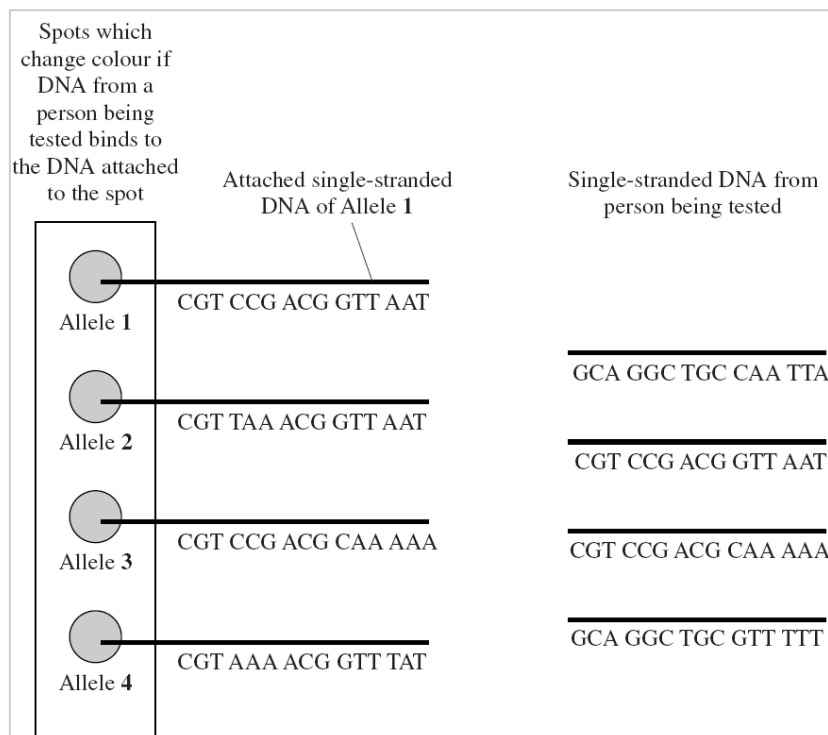 Spots which
change colour if
DNA from a
person being
tested binds to
the DNA attached
to the spot
Attached single-stranded
DNA of Allele 1
Single-stranded DNA from
person being tested
CGT CCG ACG GTT AAT
Allele 1
GCA GGC TGC CAA TTA
CGT TAA ACG GTT AAT
Allele 2
CGT CCG ACG GTT AAT
CGT CCG ACG CAA AAA
Allele 3
CGT CCG ACG CAA AAA
GCA GGC TGC GTT TTT
CGT AAA ACG GTT TAT
Allele 4